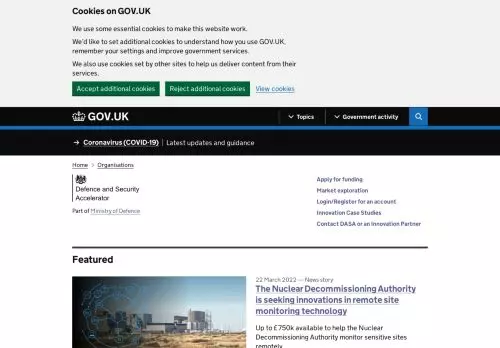 Cookies on GOV.UK
We use some essential cookies to make this website work.
We'd like to set additional cookies to understand how you use GOV.UK,
remember your settings and improve government services.
We also use cookies set by other sites to help us deliver content from their
services.
Accept additional cookies Reject additional cookies View cookies
GOV.UK Topics Government activity
→ Coronavirus (COVID-19) Latest updates and guidance
Home > Organisations
Defence and Security
Accelerator
Part of Ministry of Defence
Apply for funding
Market exploration
Login/Register for an account
Innovation Case Studies
Contact DASA or an Innovation Partner
Featured
22 March 2022 — News story
The Nuclear Decommissioning Authority
is seeking innovations in remote site
monitoring technology
Up to £750k available to help the Nuclear
Decommissioning Authority monitor sensitive sites
remotely